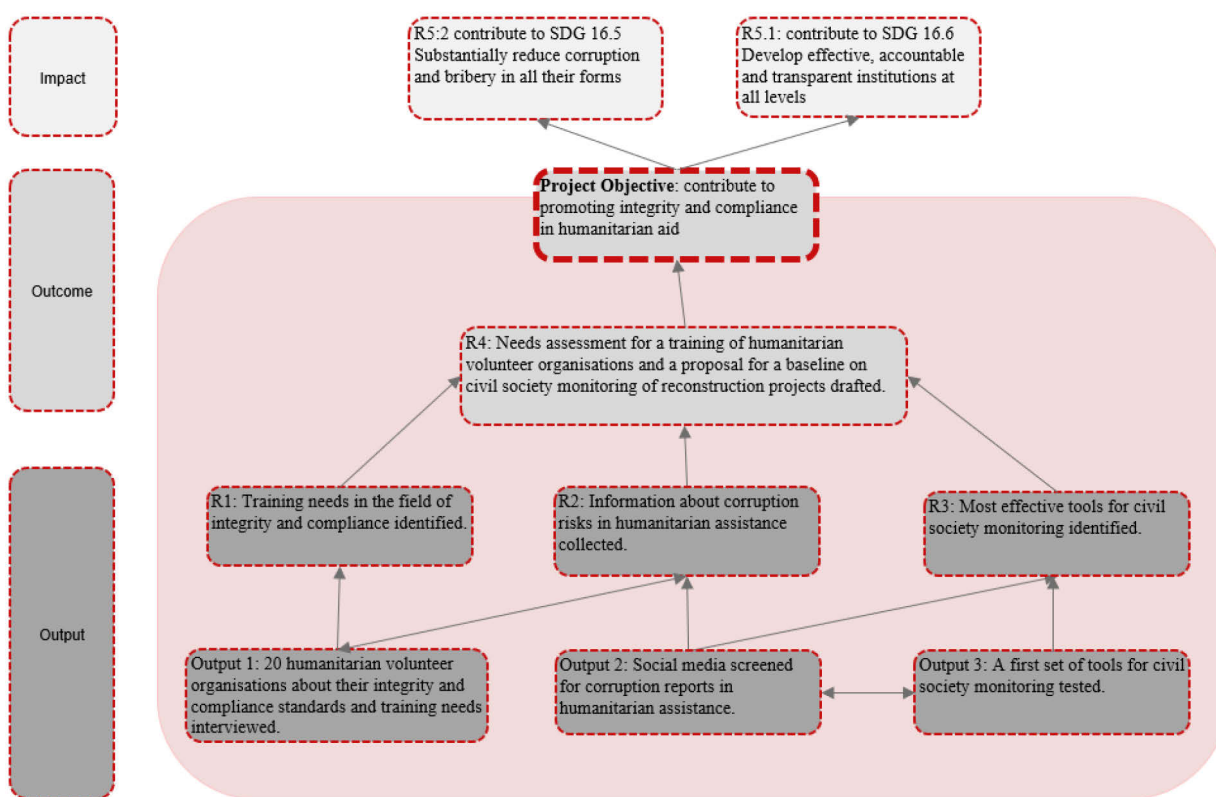 Impact
R5:2 contribute to SDG 16.5
Substantially reduce corruption
and bribery in all their forms
R5.1: contribute to SDG 16.6
Develop effective, accountable
and transparent institutions at
all levels
Outcome
Project Objective: contribute to
promoting integrity and compliance
in humanitarian aid
R4: Needs assessment for a training of humanitarian
volunteer organisations and a proposal for a baseline on
civil society monitoring of reconstruction projects drafted.
Output
R1: Training needs in the field of
integrity and compliance identified.
R2: Information about corruption
risks in humanitarian assistance
collected.
R3: Most effective tools for civil
society monitoring identified.
Output 1: 20 humanitarian volunteer
organisations about their integrity and
compliance standards and training needs
interviewed.
Output 2: Social media screened
for corruption reports in
humanitarian assistance.
Output 3: A first set of tools for civil
society monitoring tested.